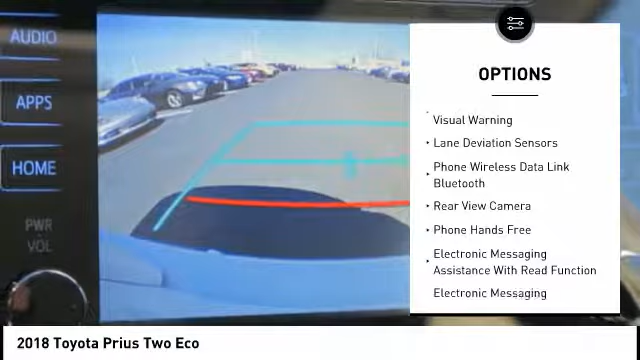 AUDIO
APPS
HOME
PWR
VOL
OPTIONS
Visual Warning
Lane Deviation Sensors
Phone Wireless Data Link
Bluetooth
Rear View Camera
Phone Hands Free
Electronic Messaging
Assistance With Read Function
Electronic Messaging
2018 Toyota Prius Two Eco